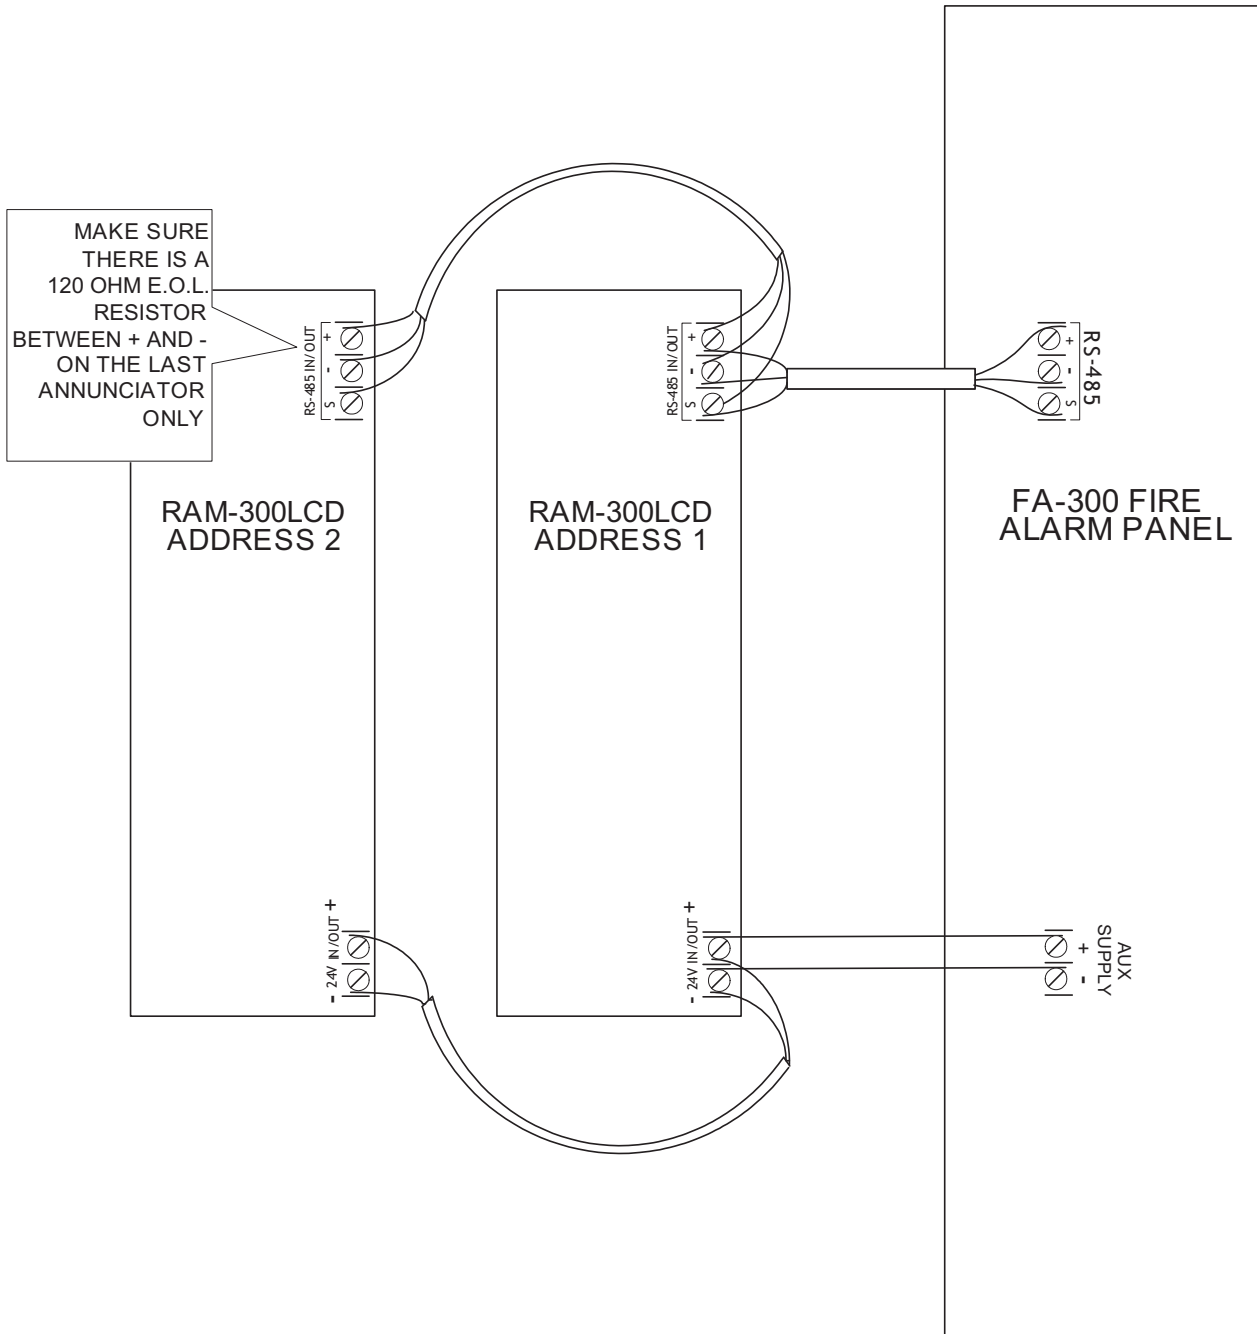 MAKE SURE
THERE IS A
120 OHM E.O.L.
RESISTOR
BETWEEN + AND -
ON THE LAST
ANNUNCIATOR
ONLY
RS-485 IN/OUT
+
-
S
RAM-300LCD
ADDRESS 2
- 24V IN/OUT +
RS-485 IN/OUT
+
-
S
RAM-300LCD
ADDRESS 1
- 24V IN/OUT +
RS-485
+
-
S
FA-300 FIRE
ALARM PANEL
AUX
SUPPLY
+
-